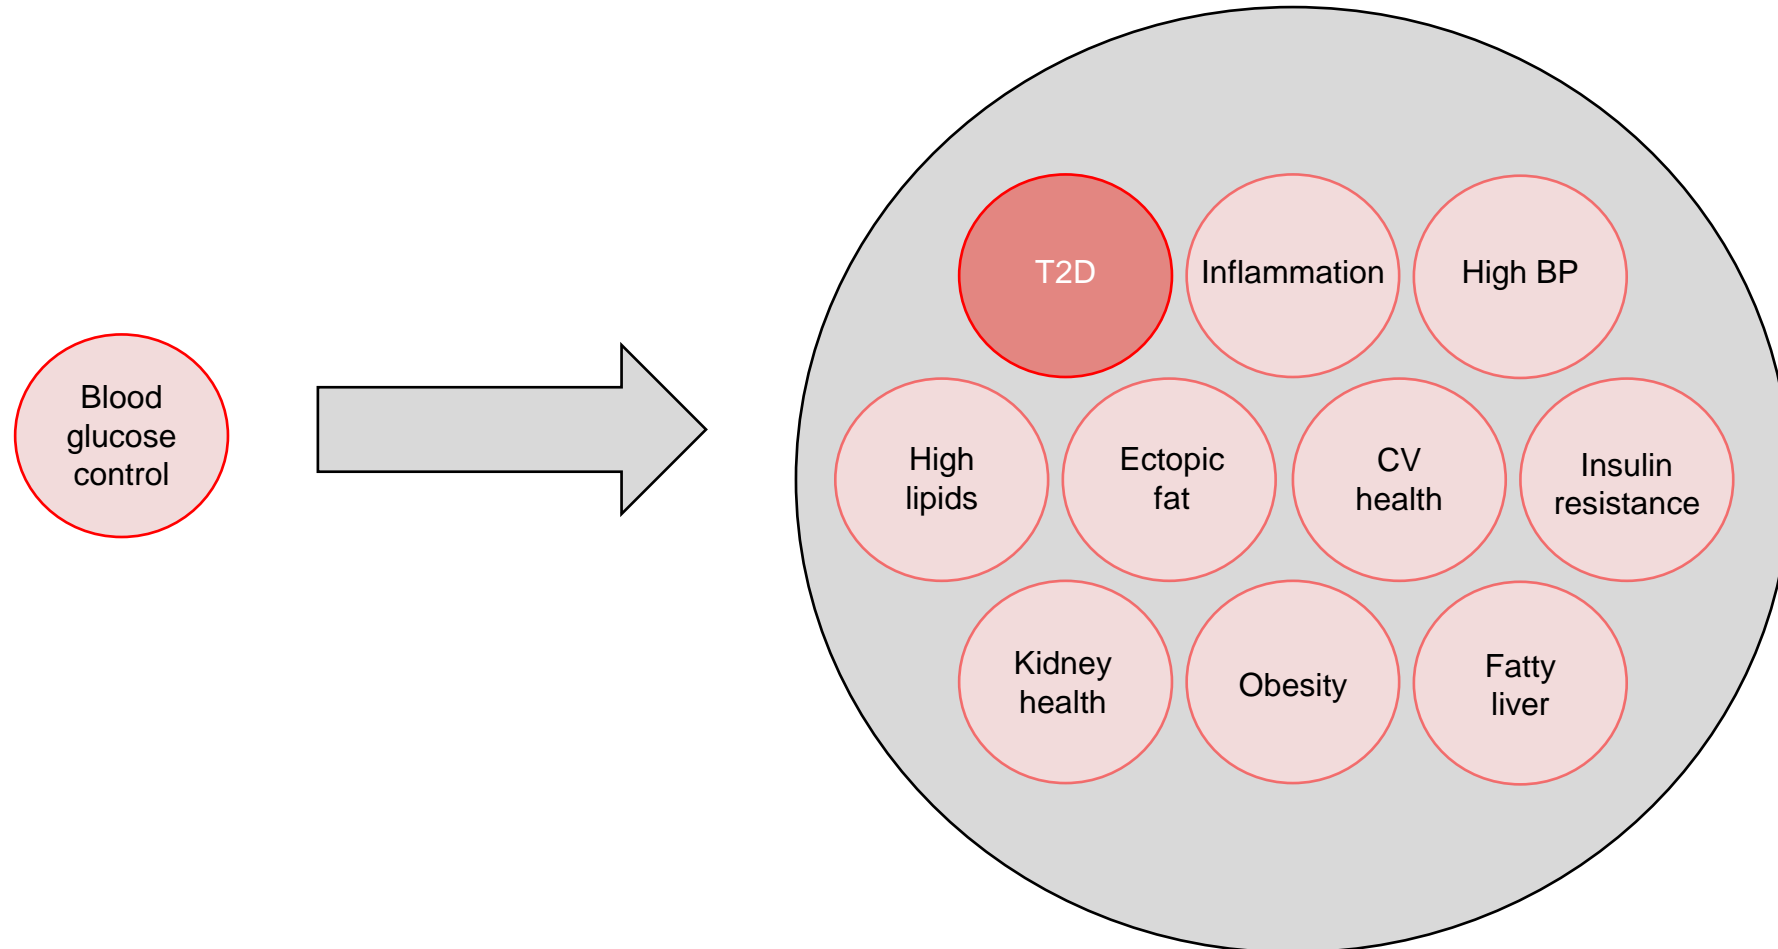 Blood
glucose
control
T2D
Inflammation
High BP
High
lipids
Ectopic
fat
CV
health
Insulin
resistance
Kidney
health
Obesity
Fatty
liver